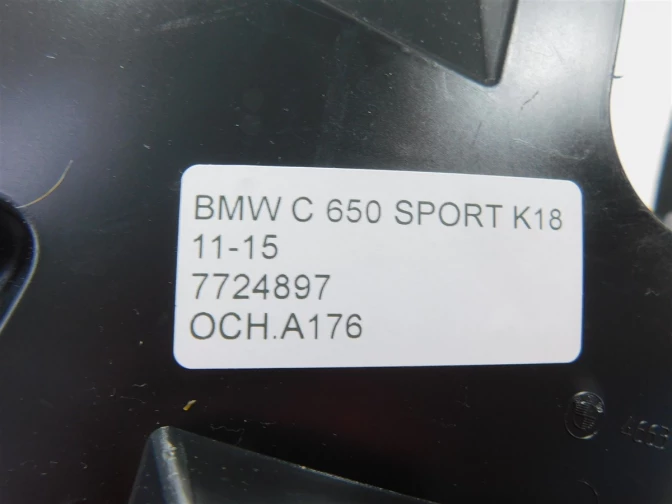 BMW C 650 SPORT K18
11-15
7724897
OCH.A176